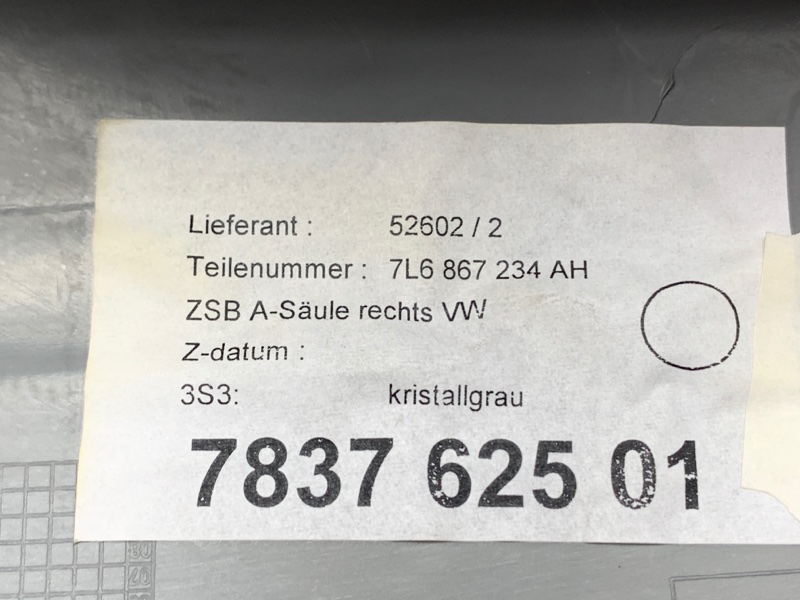 Lieferant : 52602 / 2
Teilenummer : 7L6 867 234 AH
ZSB A-Säule rechts VW
Z-datum :
3S3: kristallgrau
7837 625 01